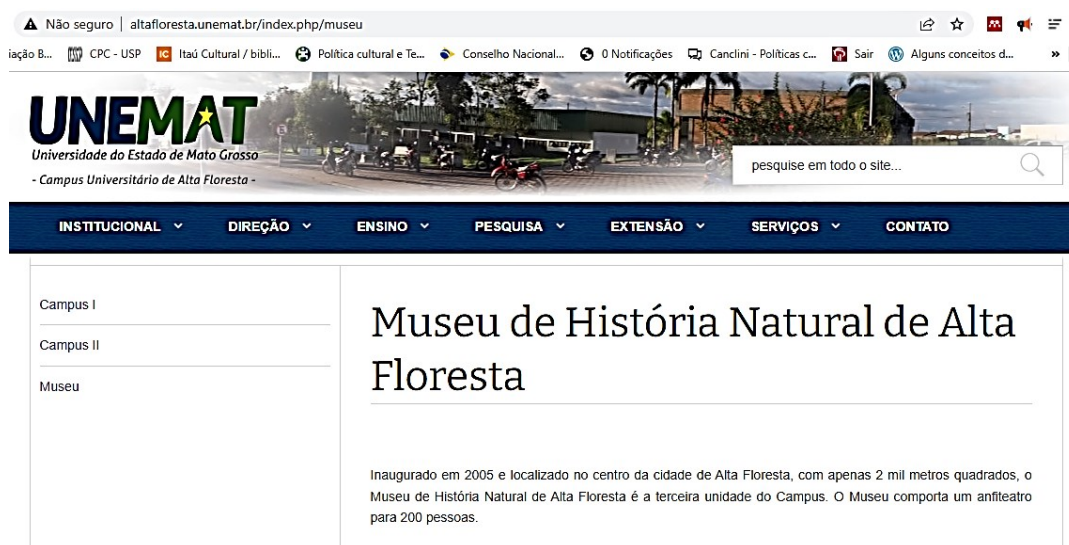 Não seguro | altafloresta.unemat.br/index.php/museu
iação B... CPC - USP IC Itaú Cultural / bibli... Política cultural e Te... Conselho Nacional... 0 Notificações Canclini - Políticas c... Sair Alguns conceitos d... »
UNEMAT
Universidade do Estado de Mato Grosso
- Campus Universitário de Alta Floresta -
pesquise em todo o site...
INSTITUCIONAL DIREÇÃO ENSINO PESQUISA EXTENSÃO SERVIÇOS CONTATO
Campus I
Campus II
Museu
Museu de História Natural de Alta
Floresta
Inaugurado em 2005 e localizado no centro da cidade de Alta Floresta, com apenas 2 mil metros quadrados, o
Museu de História Natural de Alta Floresta é a terceira unidade do Campus. O Museu comporta um anfiteatro
para 200 pessoas.